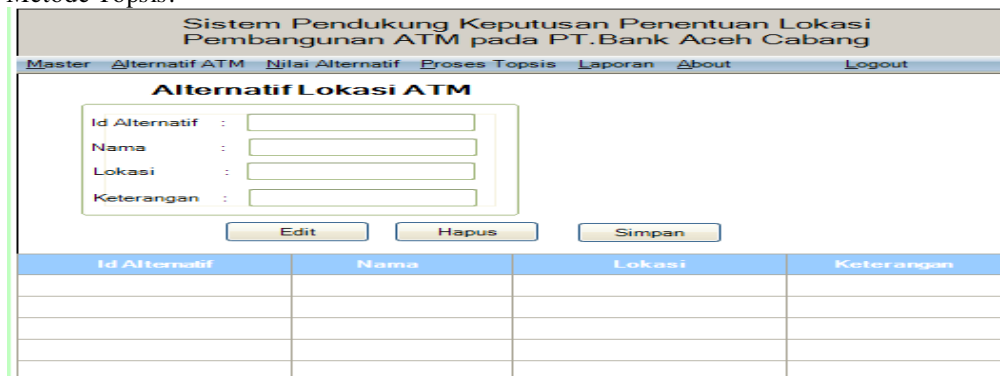 Metode Topsis.
Sistem Pendukung Keputusan Penentuan Lokasi
Pembangunan ATM pada PT.Bank Aceh Cabang
Master Alternatif ATM Nilai Alternatif Proses Topsis Laporan About Logout
Alternatif Lokasi ATM
Id Alternatif :
Nama :
Lokasi :
Keterangan :
Edit Hapus Simpan
Id Alternatif Nama Lokasi Keterangan